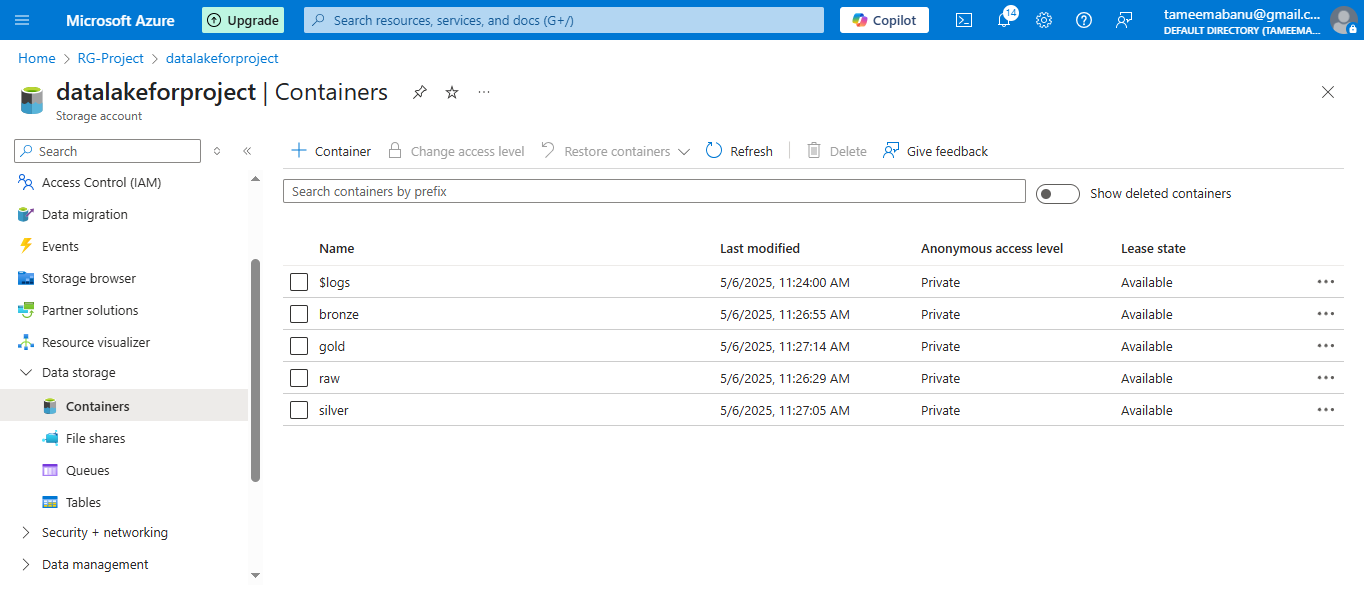 Microsoft Azure
Upgrade
Search resources, services, and docs (G+/)
Copilot
14
tameemabanu@gmail.c...
DEFAULT DIRECTORY (TAMEEMA...
Home > RG-Project > datalakeforproject
datalakeforproject | Containers
Storage account
Search
Access Control (IAM)
Data migration
Events
Storage browser
Partner solutions
Resource visualizer
Data storage
Containers
File shares
Queues
Tables
Security + networking
Data management
Container Change access level Restore containers Refresh Delete Give feedback
Search containers by prefix
Show deleted containers
Name Last modified Anonymous access level Lease state
$logs 5/6/2025, 11:24:00 AM Private Available
bronze 5/6/2025, 11:26:55 AM Private Available
gold 5/6/2025, 11:27:14 AM Private Available
raw 5/6/2025, 11:26:29 AM Private Available
silver 5/6/2025, 11:27:05 AM Private Available